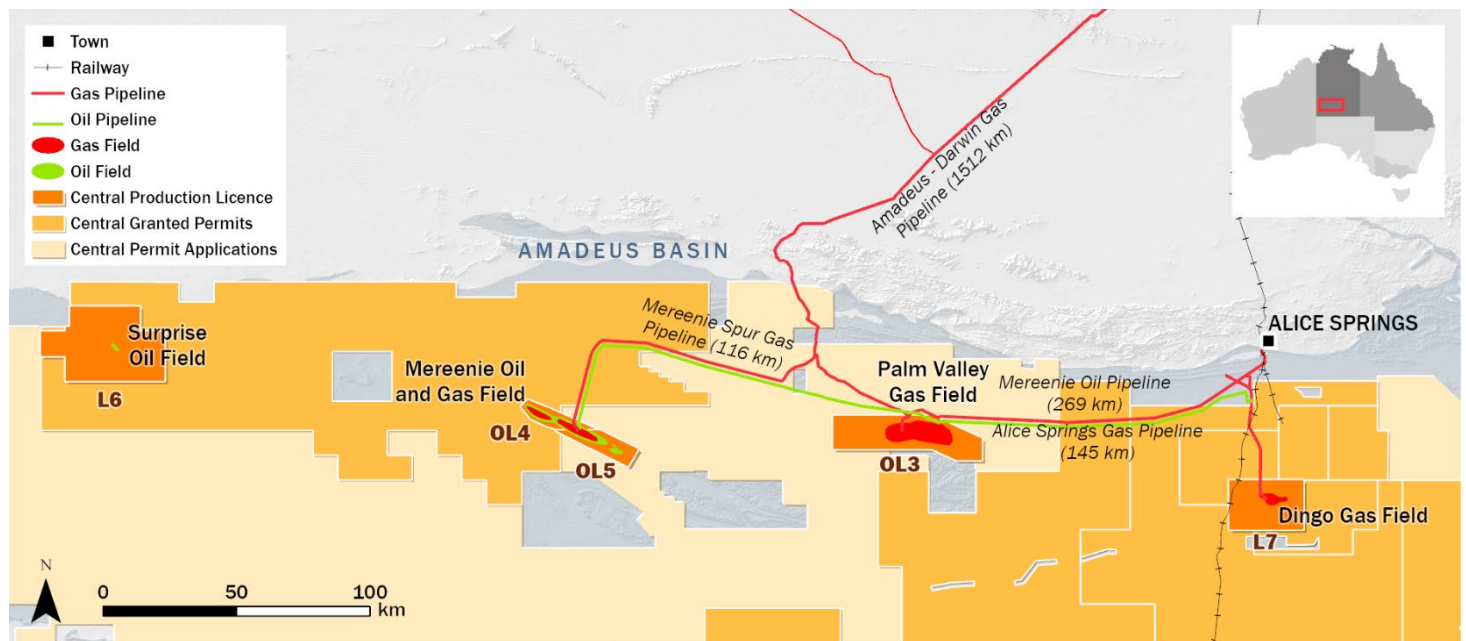 Town
Railway
Gas Pipeline
Oil Pipeline
Gas Field
Oil Field
Central Production Licence
Central Granted Permits
Central Permit Applications
Amadeus - Darwin Gas
Pipeline (1512 km)
AMADEUS BASIN
Mereenie Spur Gas
Pipeline (116 km)
ALICE SPRINGS
Surprise
Oil Field
L6
Mereenie Oil
and Gas Field
OL4
OL5
Palm Valley
Gas Field
OL3
Mereenie Oil Pipeline
(269 km)
Alice Springs Gas Pipeline
(145 km)
Dingo Gas Field
L7
N
0 50 100
km